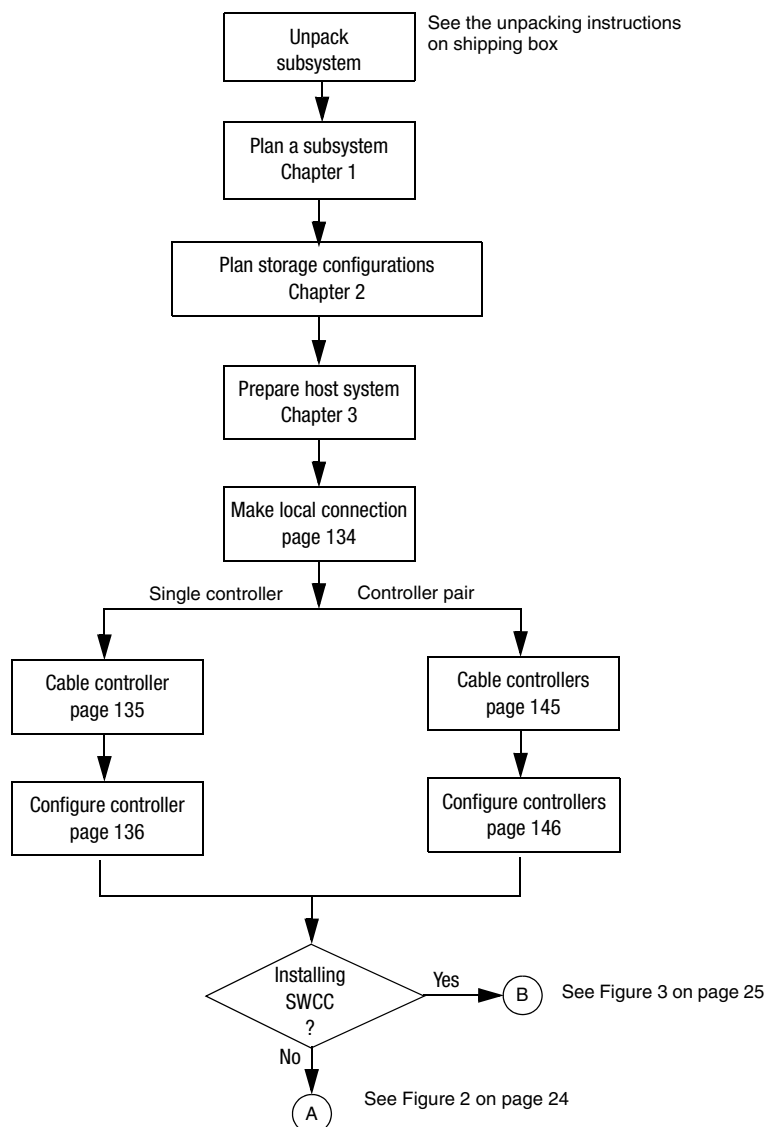 Unpack
subsystem
See the unpacking instructions
on shipping box
Plan a subsystem
Chapter 1
Plan storage configurations
Chapter 2
Prepare host system
Chapter 3
Make local connection
page 134
Single controller
Controller pair
Cable controller
page 135
Cable controllers
page 145
Configure controller
page 136
Configure controllers
page 146
Installing
SWCC
?
Yes
B
See Figure 3 on page 25
No
A
See Figure 2 on page 24